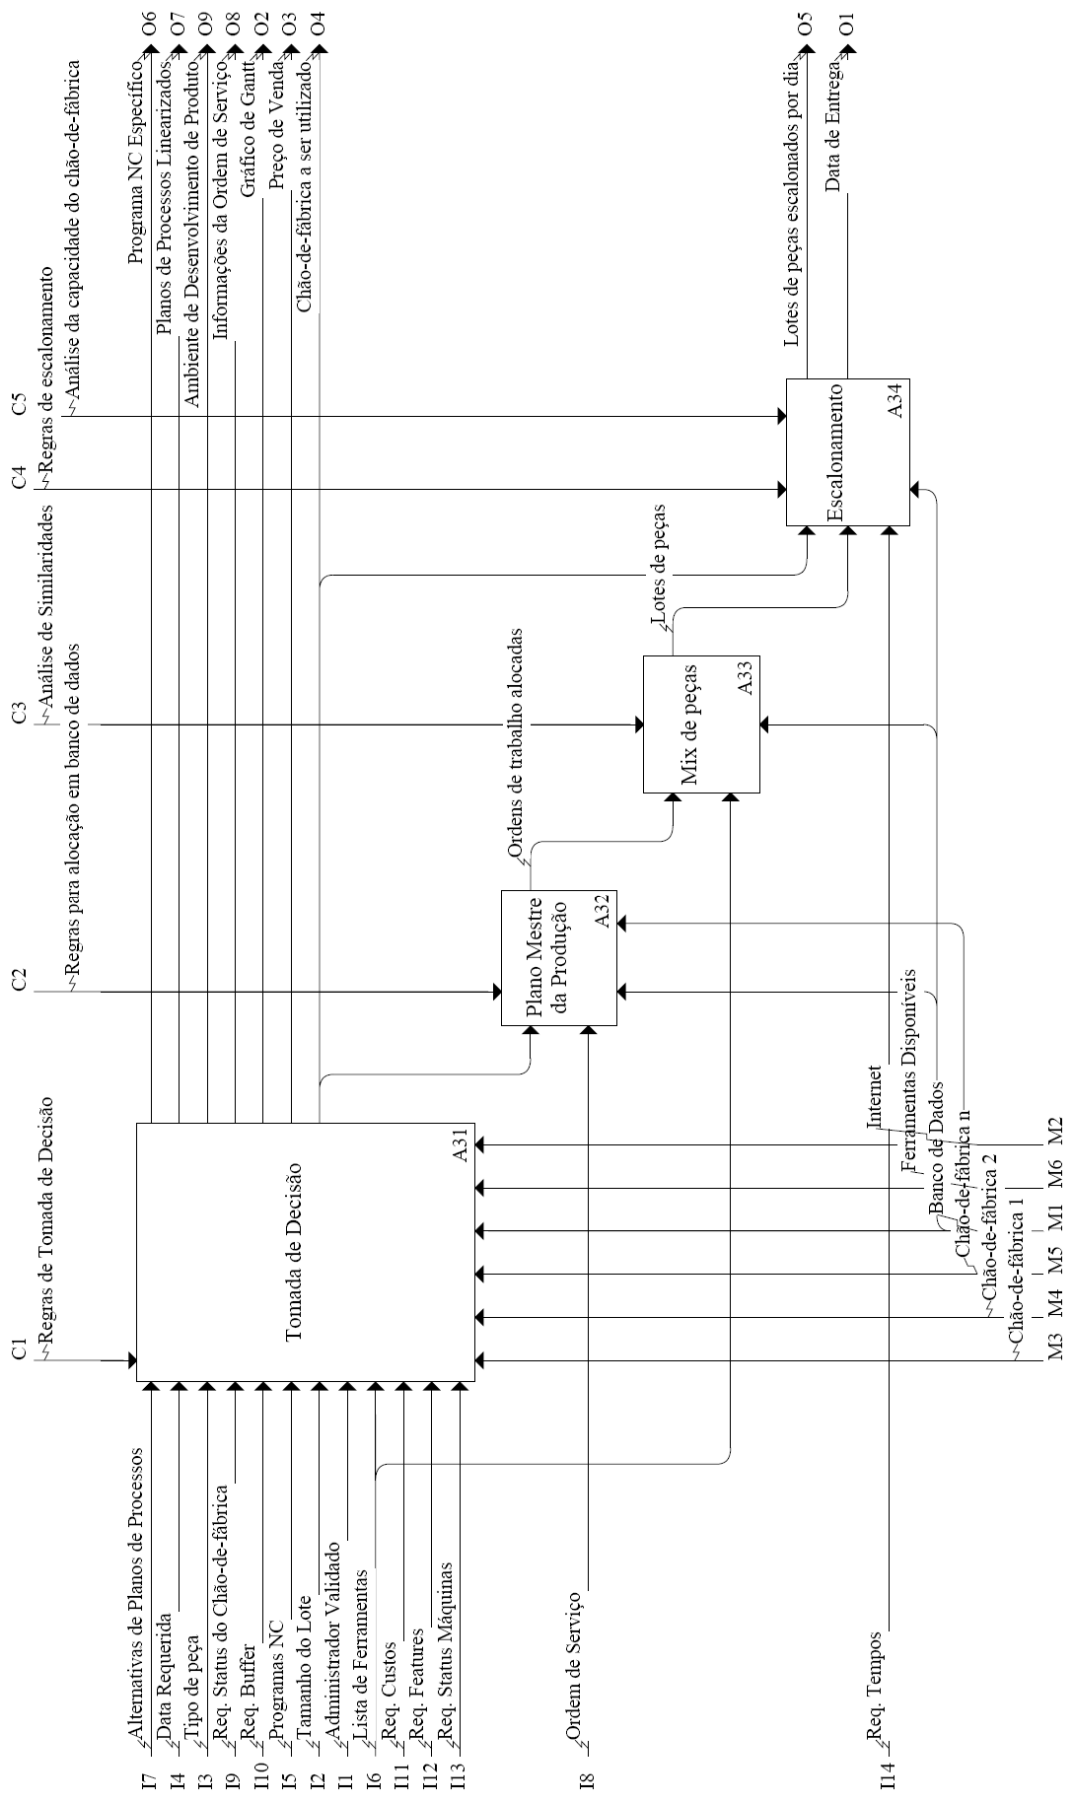 C1
Regras de Tomada de Decisão
C2
Regras para alocação em banco de dados
C3
Análise de Similaridades
C4
Regras de escalonamento
C5
Análise da capacidade do chão-de-fábrica
I7
Alternativas de Planos de Processos
I4
Data Requerida
I3
Tipo de peça
I9
Req. Status do Chão-de-fábrica
I10
Req. Buffer
I5
Programas NC
I2
Tamanho do Lote
I1
Administrador Validado
I6
Lista de Ferramentas
I11
Req. Custos
I12
Req. Features
I13
Req. Status Máquinas
Tomada de Decisão
A31
Programa NC Específico
O6
Planos de Processos Linearizados
O7
Ambiente de Desenvolvimento de Produto
O9
Informações da Ordem de Serviço
O8
Gráfico de Gantt
O2
Preço de Venda
O3
Chão-de-fábrica a ser utilizado
O4
I8
Ordem de Serviço
Plano Mestre
da Produção
A32
Ordens de trabalho alocadas
Mix de peças
A33
Lotes de peças
Escalonamento
A34
Lotes de peças escalonados por dia
O5
Data de Entrega
O1
I14
Req. Tempos
Internet
Ferramentas Disponíveis
Banco de Dados
Chão-de-fábrica n
Chão-de-fábrica 2
Chão-de-fábrica 1
M3
M4
M5
M1
M6
M2